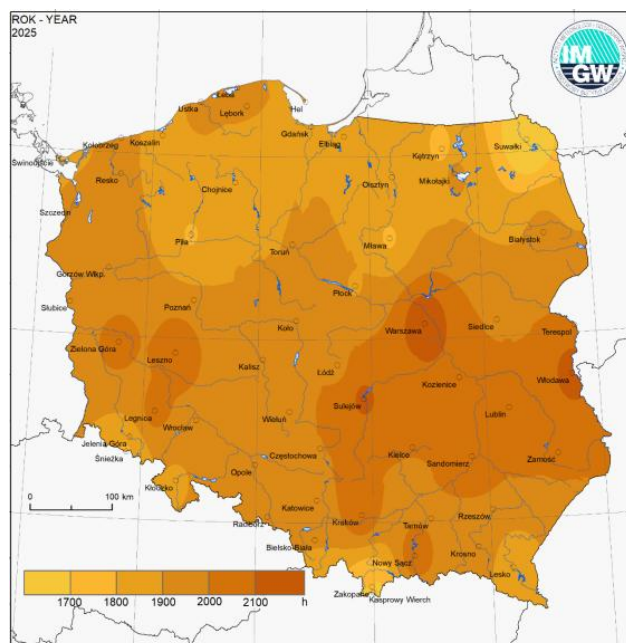 ROK - YEAR
2025
IM
GW
Łeba
Ustka
Lębork
Hel
Gdańsk
Elbląg
Koszalin
Kołobrzeg
Świnoujście
Suwałki
Kętrzyn
Mikołajki
Olsztyn
Resko
Chojnice
Szczecin
Piła
Toruń
Mława
Białystok
Gorzów Wlkp.
Płock
Słubice
Poznań
Koło
Warszawa
Siedlce
Terespol
Zielona Góra
Leszno
Kalisz
Łódź
Kozienice
Włodawa
Sulejów
Lublin
Legnica
Wrocław
Wieluń
Jelenia Góra
Śnieżka
Kielce
Sandomierz
Zamość
Częstochowa
Opole
Kłodzko
0 100 km
Katowice
Racibórz
Kraków
Tarnów
Rzeszów
Bielsko-Biała
Nowy Sącz
Krosno
Lesko
Zakopane
Kasprowy Wierch
1700 1800 1900 2000 2100 h